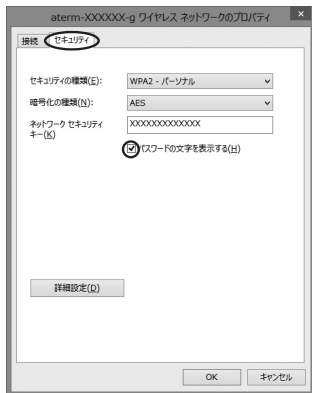 aterm-XXXXXX-g ワイヤレス ネットワークのプロパティ
×
接続 セキュリティ
セキュリティの種類(E): WPA2 - パーソナル
暗号化の種類(N): AES
ネットワーク セキュリティ XXXXXXXXXXXXX
キー(K)
パスワードの文字を表示する(H)
詳細設定(D)
OK キャンセル